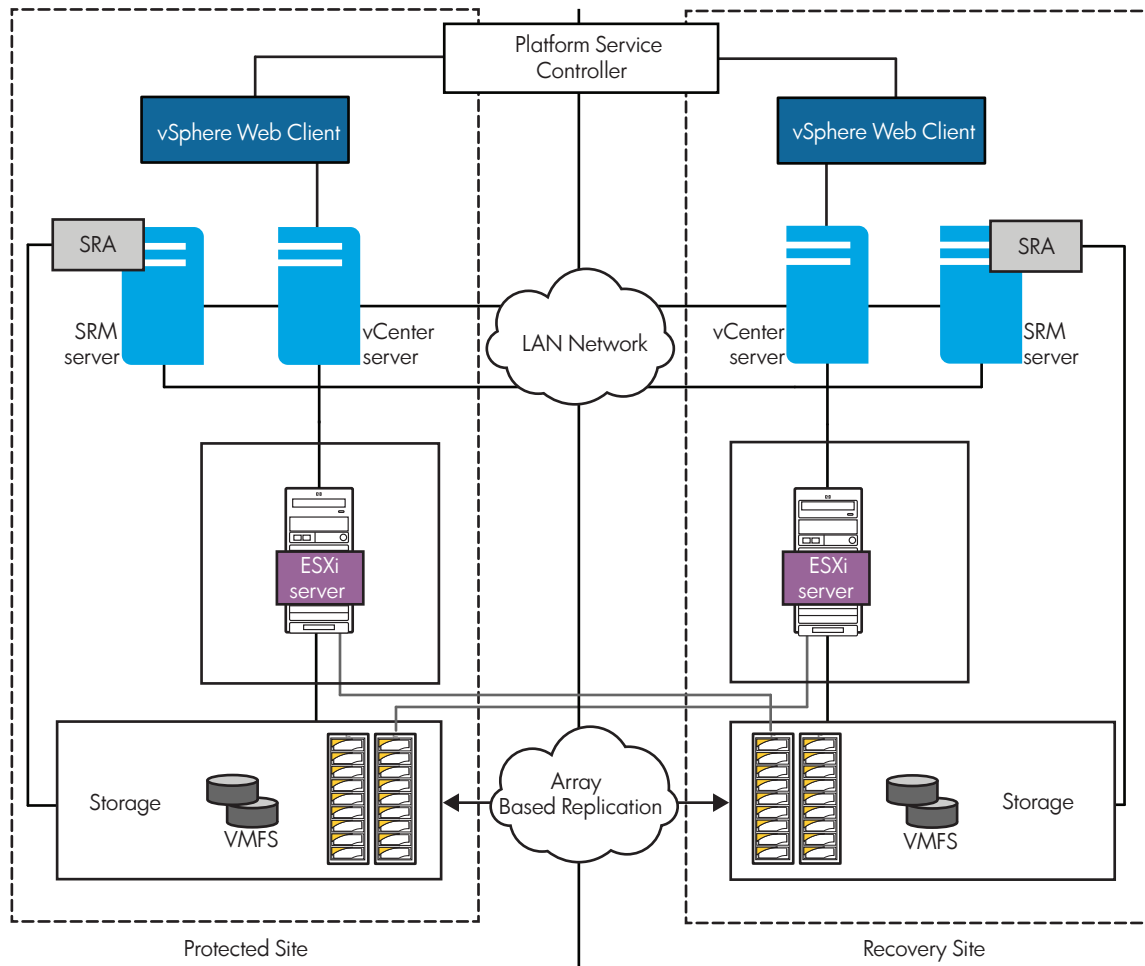 Platform Service
Controller
vSphere Web Client
vSphere Web Client
SRA
SRA
SRM
server
vCenter
server
LAN Network
vCenter
server
SRM
server
ESXi
server
ESXi
server
Storage
VMFS
Array
Based Replication
VMFS
Storage
Protected Site
Recovery Site